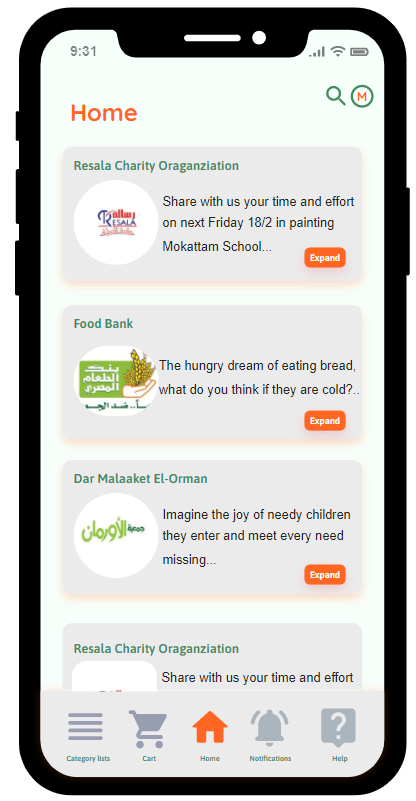 9:31
M
Home
Resala Charity Oraganziation
رسالة
RESALA
Share with us your time and effort
on next Friday 18/2 in painting
Mokattam School...
Expand
Food Bank
بنك
الطعام
المصري
The hungry dream of eating bread,
what do you think if they are cold?..
Expand
Dar Malaaket El-Orman
جمعية
الأورمان
Imagine the joy of needy children
they enter and meet every need
missing...
Expand
Resala Charity Oraganziation
Share with us your time and effort
Category lists
Cart
Home
Notifications
Help